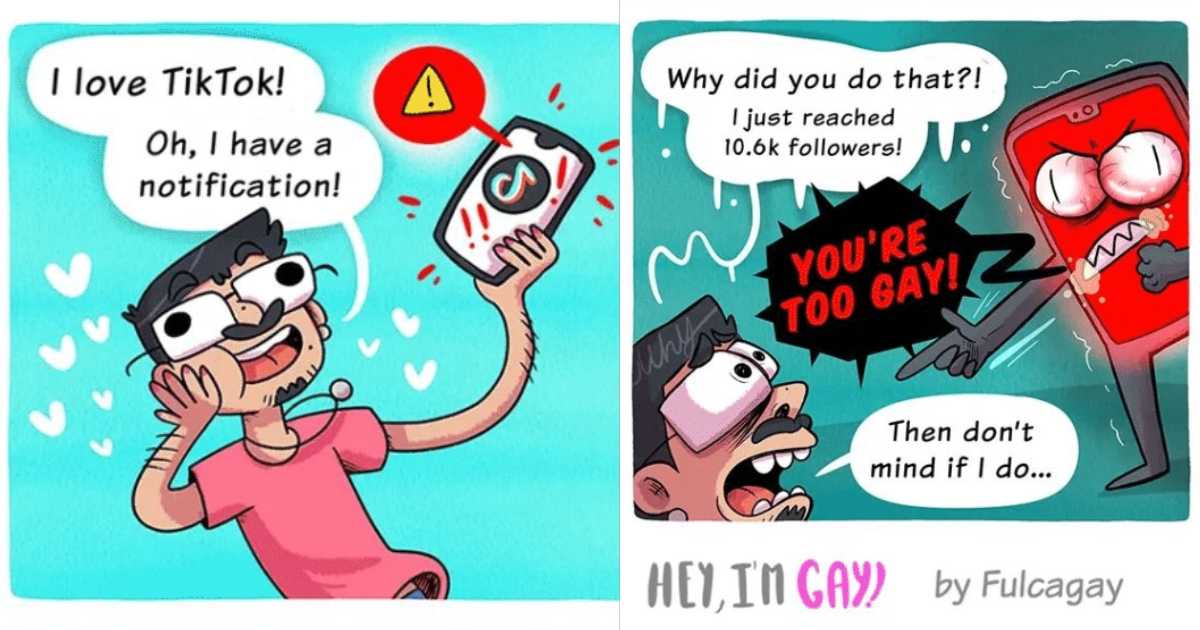 I love TikTok!
Oh, I have a
notification!
!
!!
!!
Why did you do that?!
I just reached
10.6k followers!
YOU'RE
TOO GAY!
why
Then don't
mind if I do...
HEY, I'M GAY!
by Fulcagay